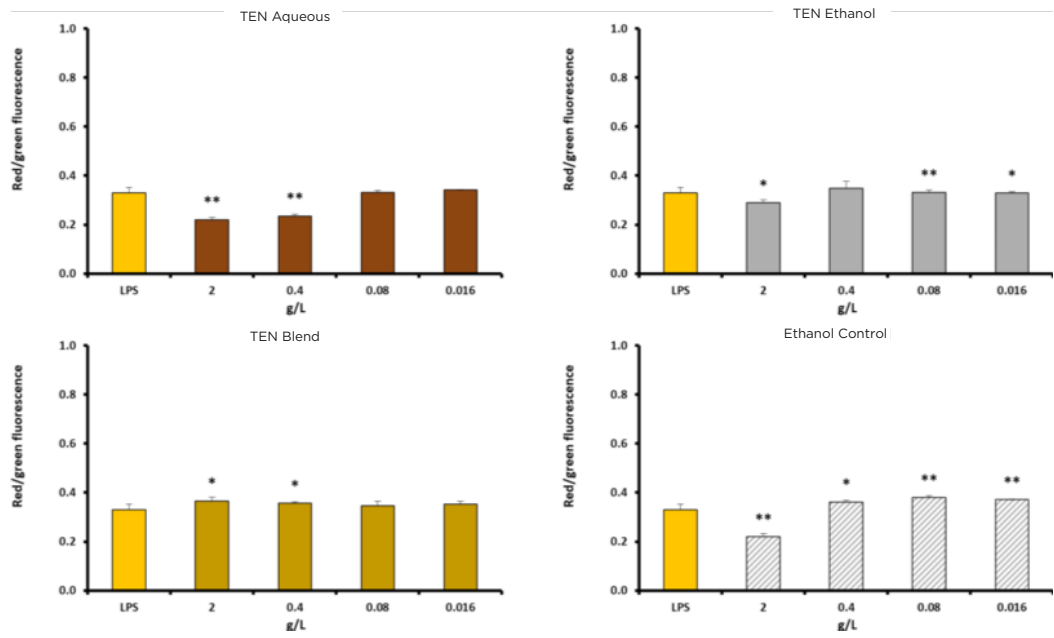 TEN Aqueous
Red/green fluorescence
1.0
0.8
0.6
0.4
0.2
0.0
** **
LPS 2 0.4 0.08 0.016
g/L
TEN Ethanol
Red/green fluorescence
1.0
0.8
0.6
0.4
0.2
0.0
* ** *
LPS 2 0.4 0.08 0.016
g/L
TEN Blend
Red/green fluorescence
1.0
0.8
0.6
0.4
0.2
0.0
* *
LPS 2 0.4 0.08 0.016
g/L
Ethanol Control
Red/green fluorescence
1.0
0.8
0.6
0.4
0.2
0.0
** * ** **
LPS 2 0.4 0.08 0.016
g/L